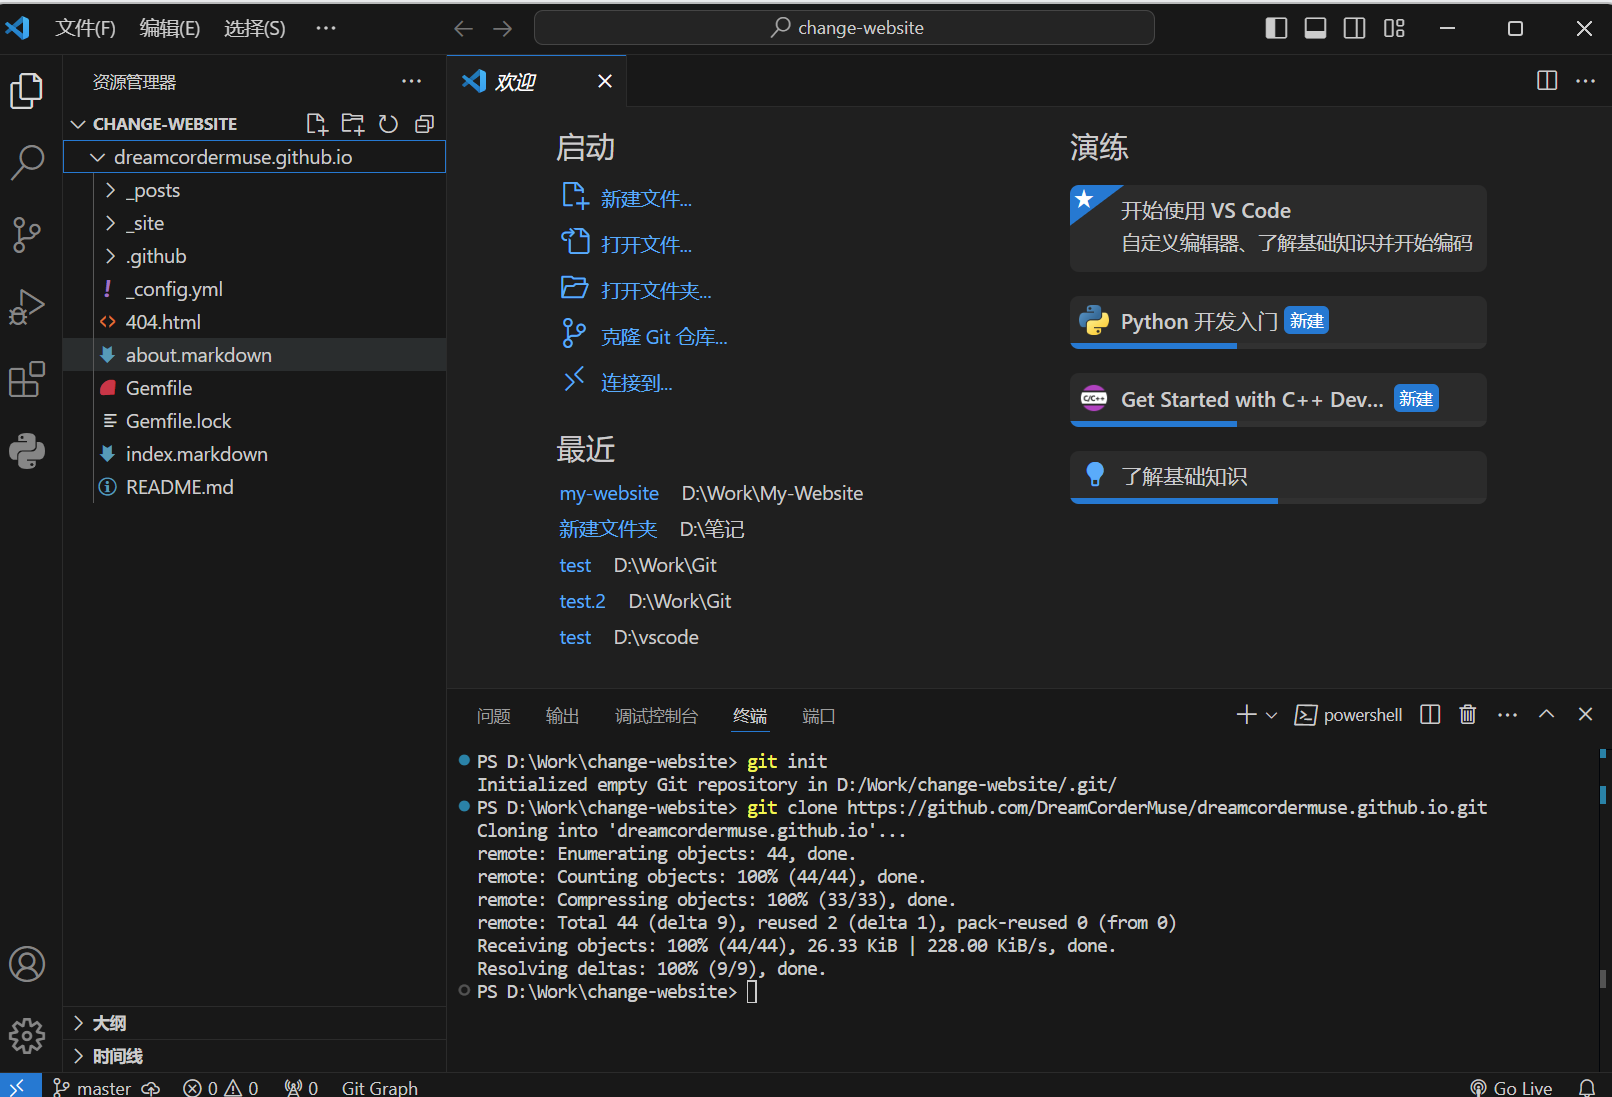 文件(F) 编辑(E) 选择(S) ··· change-website
资源管理器 ···
CHANGE-WEBSITE
dreamcordermuse.github.io
_posts
_site
.github
_config.yml
404.html
about.markdown
Gemfile
Gemfile.lock
index.markdown
README.md
大纲
时间线
欢迎
启动
新建文件...
打开文件...
打开文件夹...
克隆 Git 仓库...
连接到...
最近
my-website D:\Work\My-Website
新建文件夹 D:\笔记
test D:\Work\Git
test.2 D:\Work\Git
test D:\vscode
演练
开始使用 VS Code
自定义编辑器、了解基础知识并开始编码
Python 开发入门 新建
C/C++ Get Started with C++ Dev... 新建
了解基础知识
问题 输出 调试控制台 终端 端口 powershell
PS D:\Work\change-website> git init
Initialized empty Git repository in D:/Work/change-website/.git/
PS D:\Work\change-website> git clone https://github.com/DreamCorderMuse/dreamcordermuse.github.io.git
Cloning into 'dreamcordermuse.github.io'...
remote: Enumerating objects: 44, done.
remote: Counting objects: 100% (44/44), done.
remote: Compressing objects: 100% (33/33), done.
remote: Total 44 (delta 9), reused 2 (delta 1), pack-reused 0 (from 0)
Receiving objects: 100% (44/44), 26.33 KiB | 228.00 KiB/s, done.
Resolving deltas: 100% (9/9), done.
PS D:\Work\change-website>
master 0 0 0 Git Graph Go Live